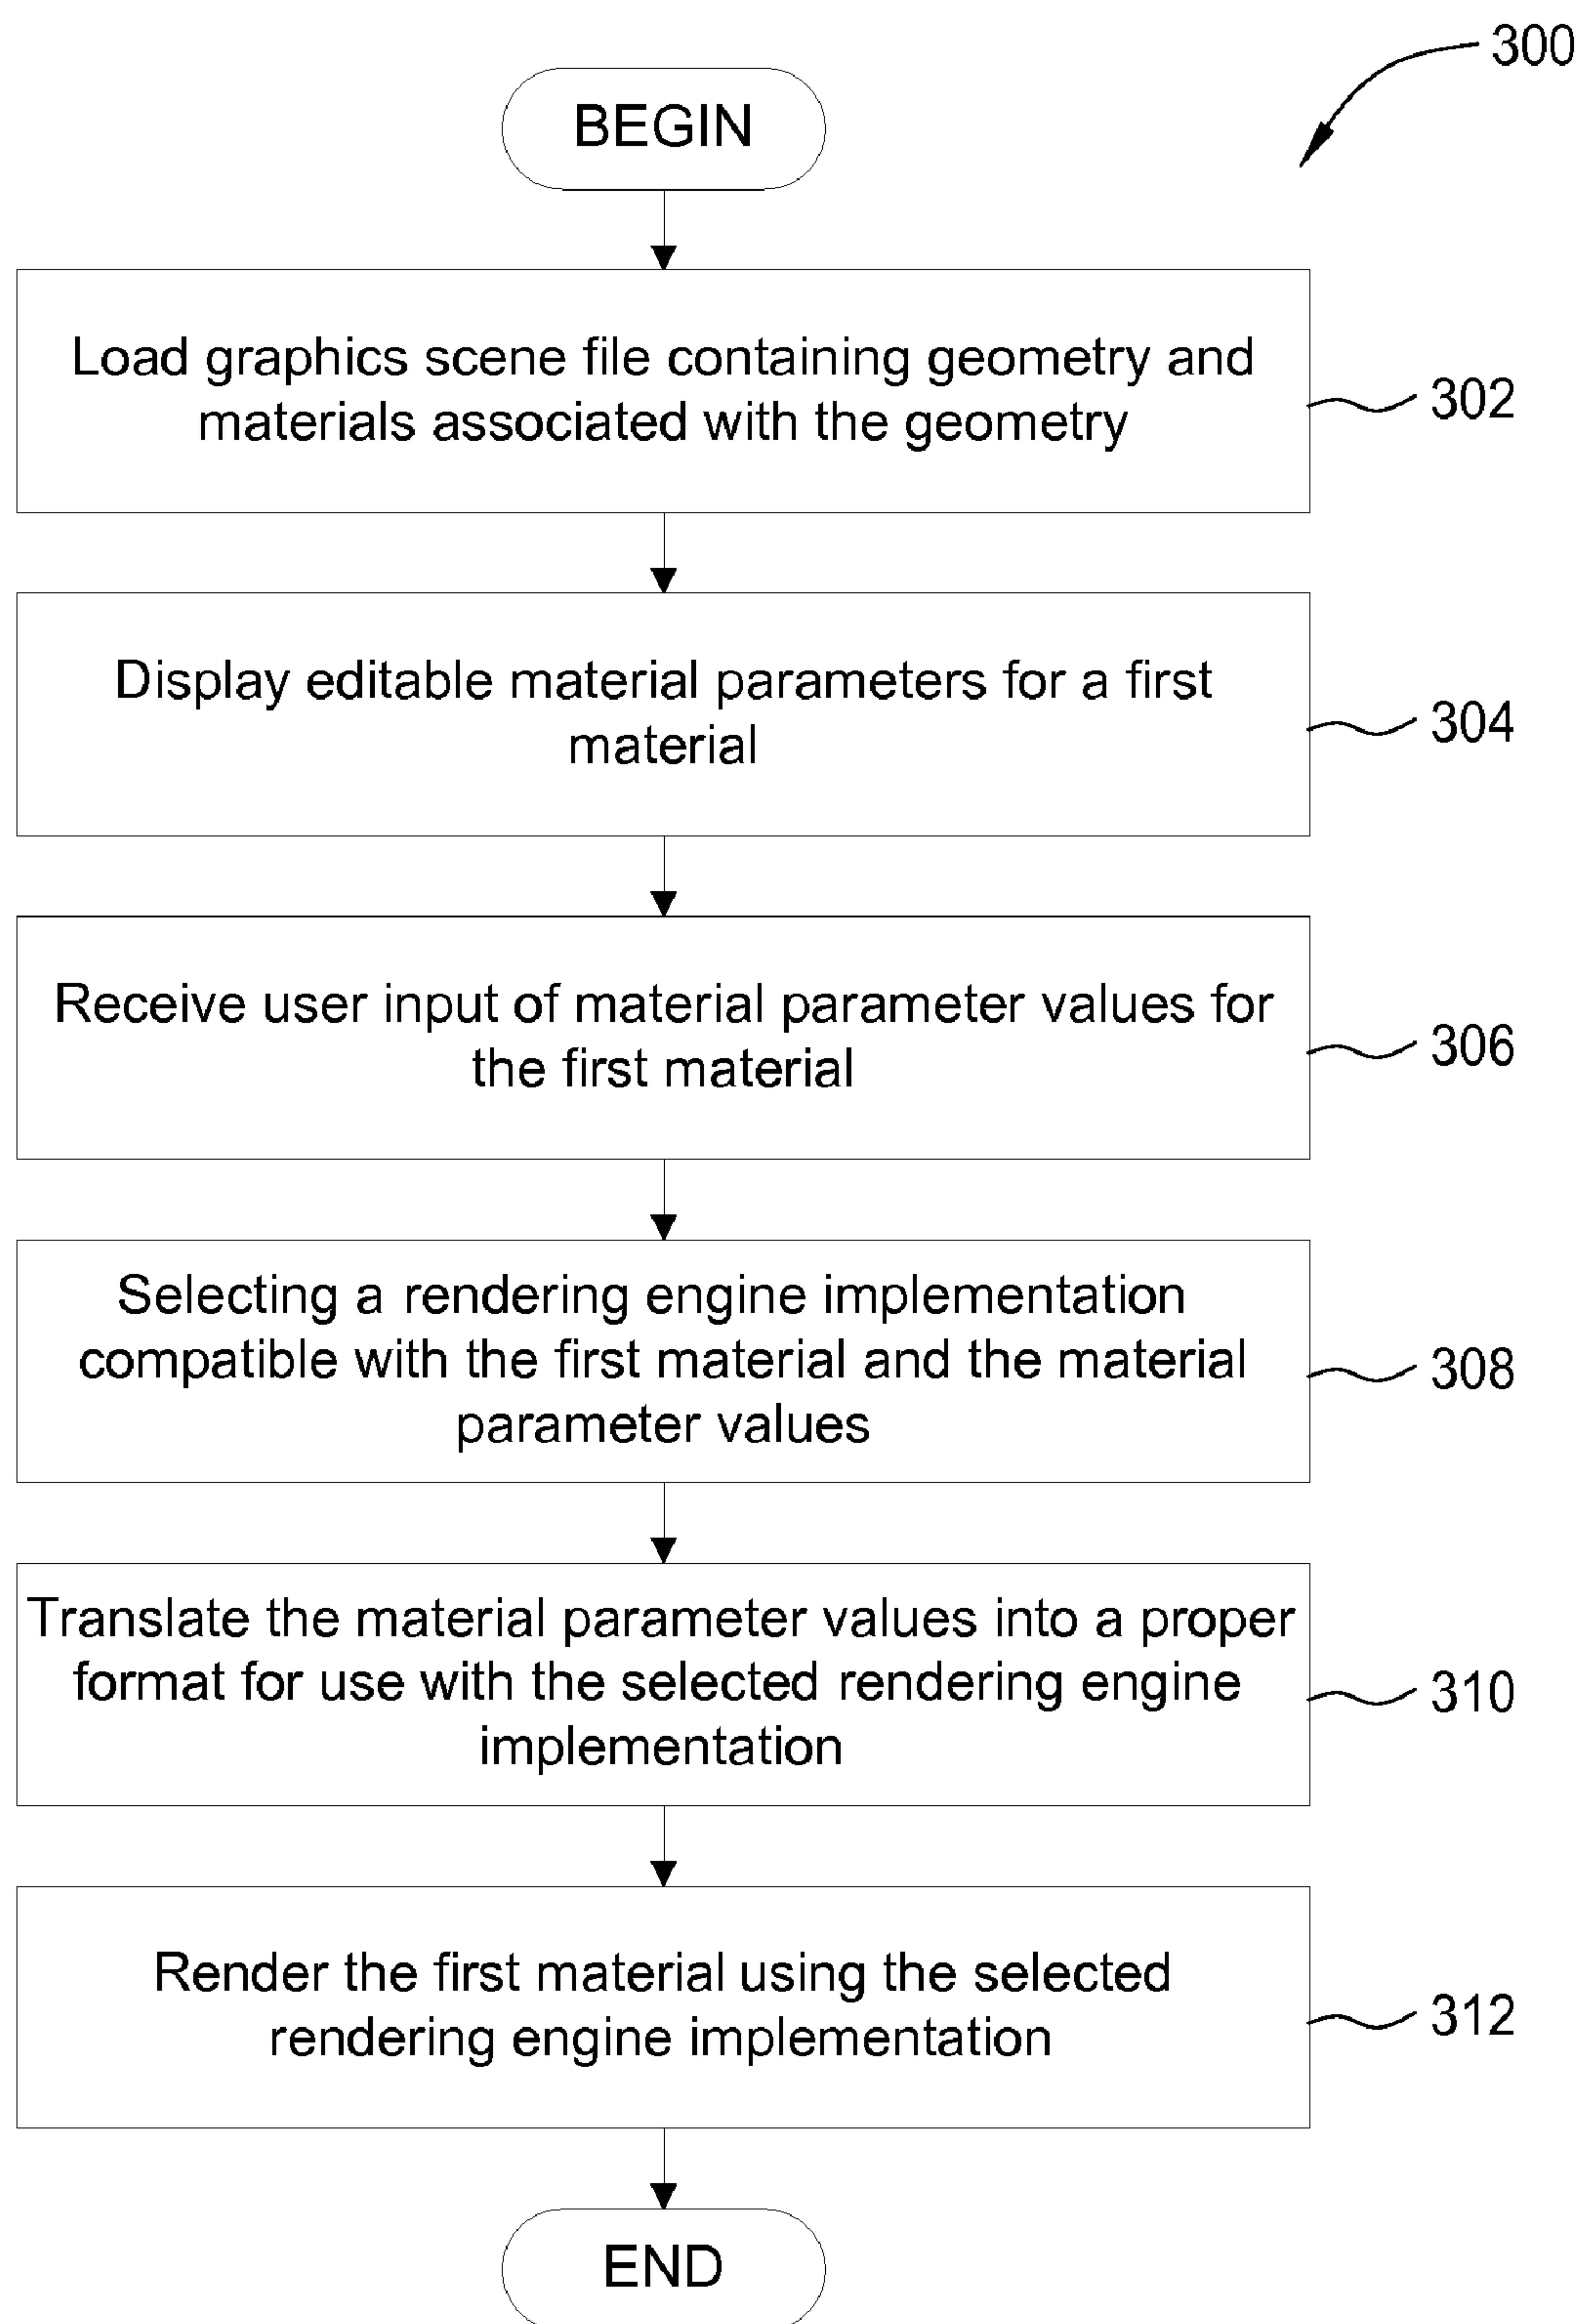 300
BEGIN
Load graphics scene file containing geometry and
materials associated with the geometry
302
Display editable material parameters for a first
material
304
Receive user input of material parameter values for
the first material
306
Selecting a rendering engine implementation
compatible with the first material and the material
parameter values
308
Translate the material parameter values into a proper
format for use with the selected rendering engine
implementation
310
Render the first material using the selected
rendering engine implementation
312
END